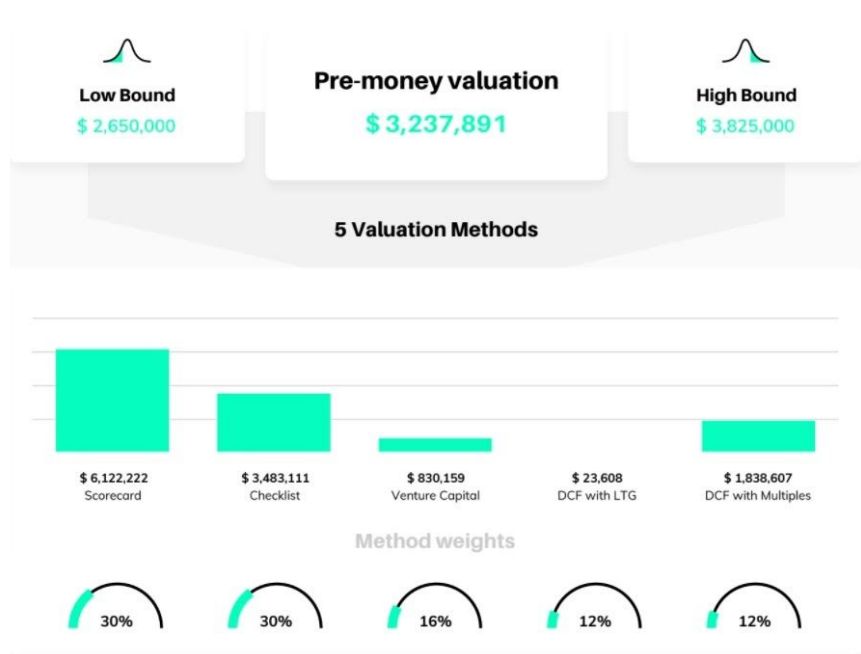 Low Bound
$ 2,650,000
Pre-money valuation
$ 3,237,891
High Bound
$ 3,825,000
5 Valuation Methods
$ 6,122,222
Scorecard
$ 3,483,111
Checklist
$ 830,159
Venture Capital
$ 23,608
DCF with LTG
$ 1,838,607
DCF with Multiples
Method weights
30%
30%
16%
12%
12%